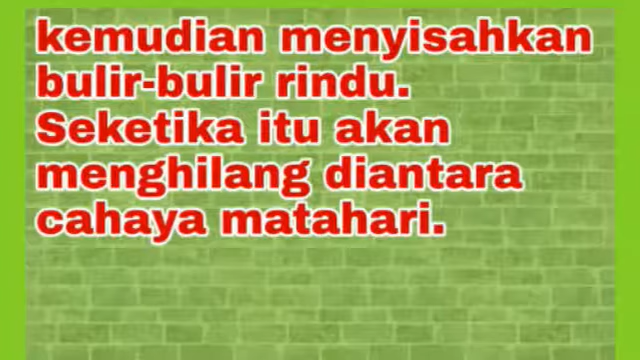 kemudian menyisahkan
bulir-bulir rindu.
Seketika itu akan
menghilang diantara
cahaya matahari.